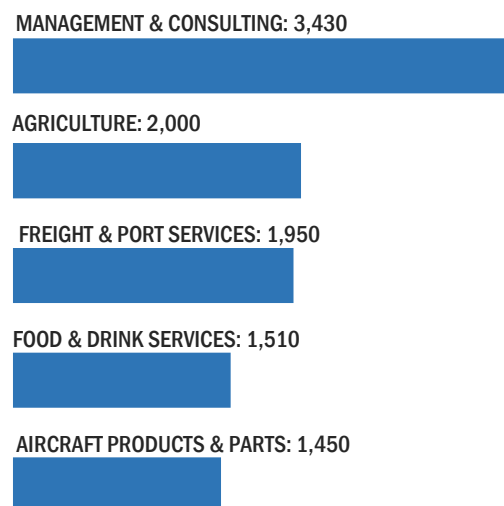 MANAGEMENT & CONSULTING: 3,430
AGRICULTURE: 2,000
FREIGHT & PORT SERVICES: 1,950
FOOD & DRINK SERVICES: 1,510
AIRCRAFT PRODUCTS & PARTS: 1,450